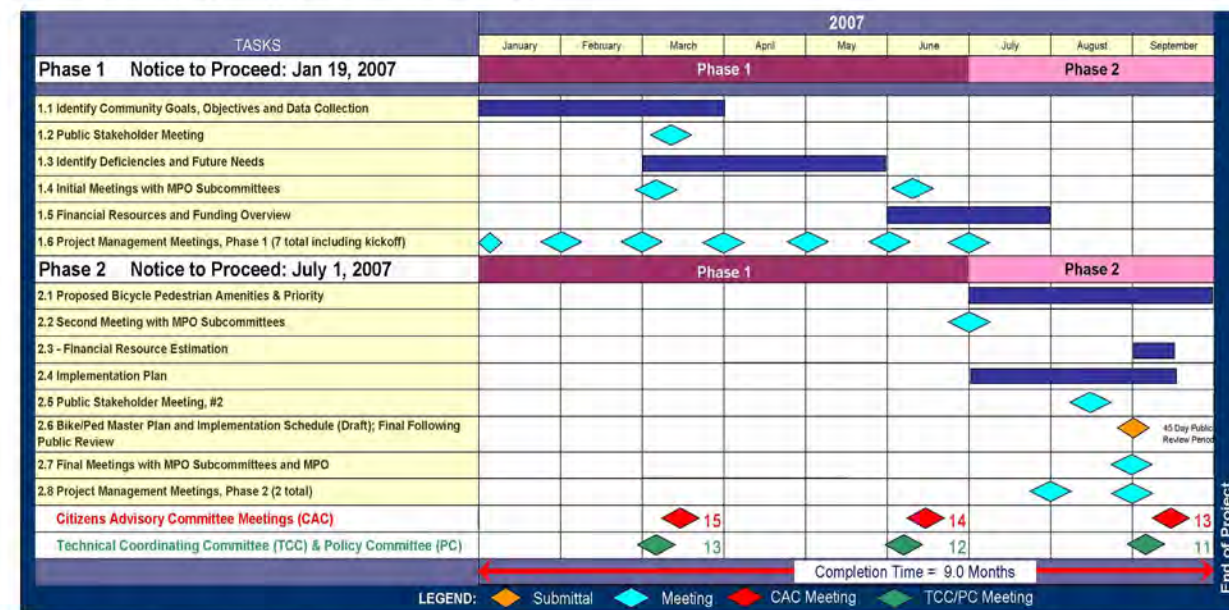 2007
TASKS January February March April May June July August September
Phase 1 Notice to Proceed: Jan 19, 2007 Phase 1 Phase 2
1.1 Identify Community Goals, Objectives and Data Collection
1.2 Public Stakeholder Meeting
1.3 Identify Deficiencies and Future Needs
1.4 Initial Meetings with MPO Subcommittees
1.5 Financial Resources and Funding Overview
1.6 Project Management Meetings, Phase 1 (7 total including kickoff)
Phase 2 Notice to Proceed: July 1, 2007 Phase 1 Phase 2
2.1 Proposed Bicycle Pedestrian Amenities & Priority
2.2 Second Meeting with MPO Subcommittees
2.3 - Financial Resource Estimation
2.4 Implementation Plan
2.5 Public Stakeholder Meeting, #2
2.6 Bike/Ped Master Plan and Implementation Schedule (Draft); Final Following
Public Review
45 Day Public
Review Period
2.7 Final Meetings with MPO Subcommittees and MPO
2.8 Project Management Meetings, Phase 2 (2 total)
Citizens Advisory Committee Meetings (CAC) 15 14 13
Technical Coordinating Committee (TCC) & Policy Committee (PC) 13 12 11
Completion Time = 9.0 Months
End of Project
LEGEND: Submittal Meeting CAC Meeting TCC/PC Meeting